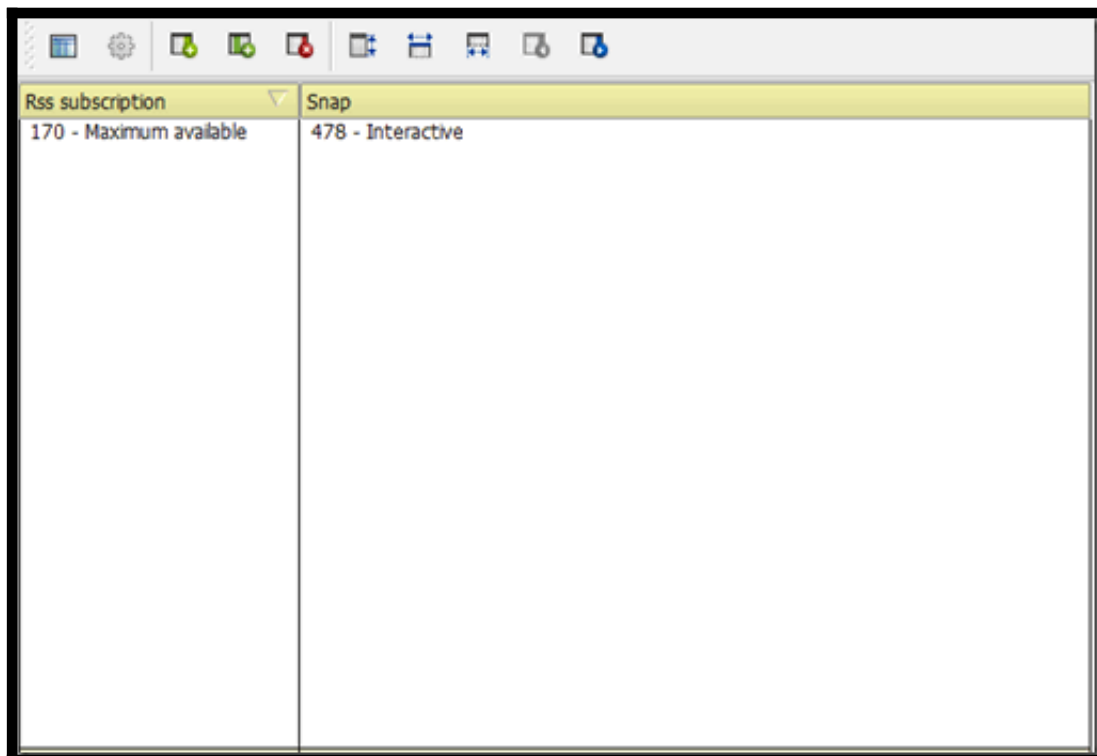 Rss subscription Snap
170 - Maximum available 478 - Interactive